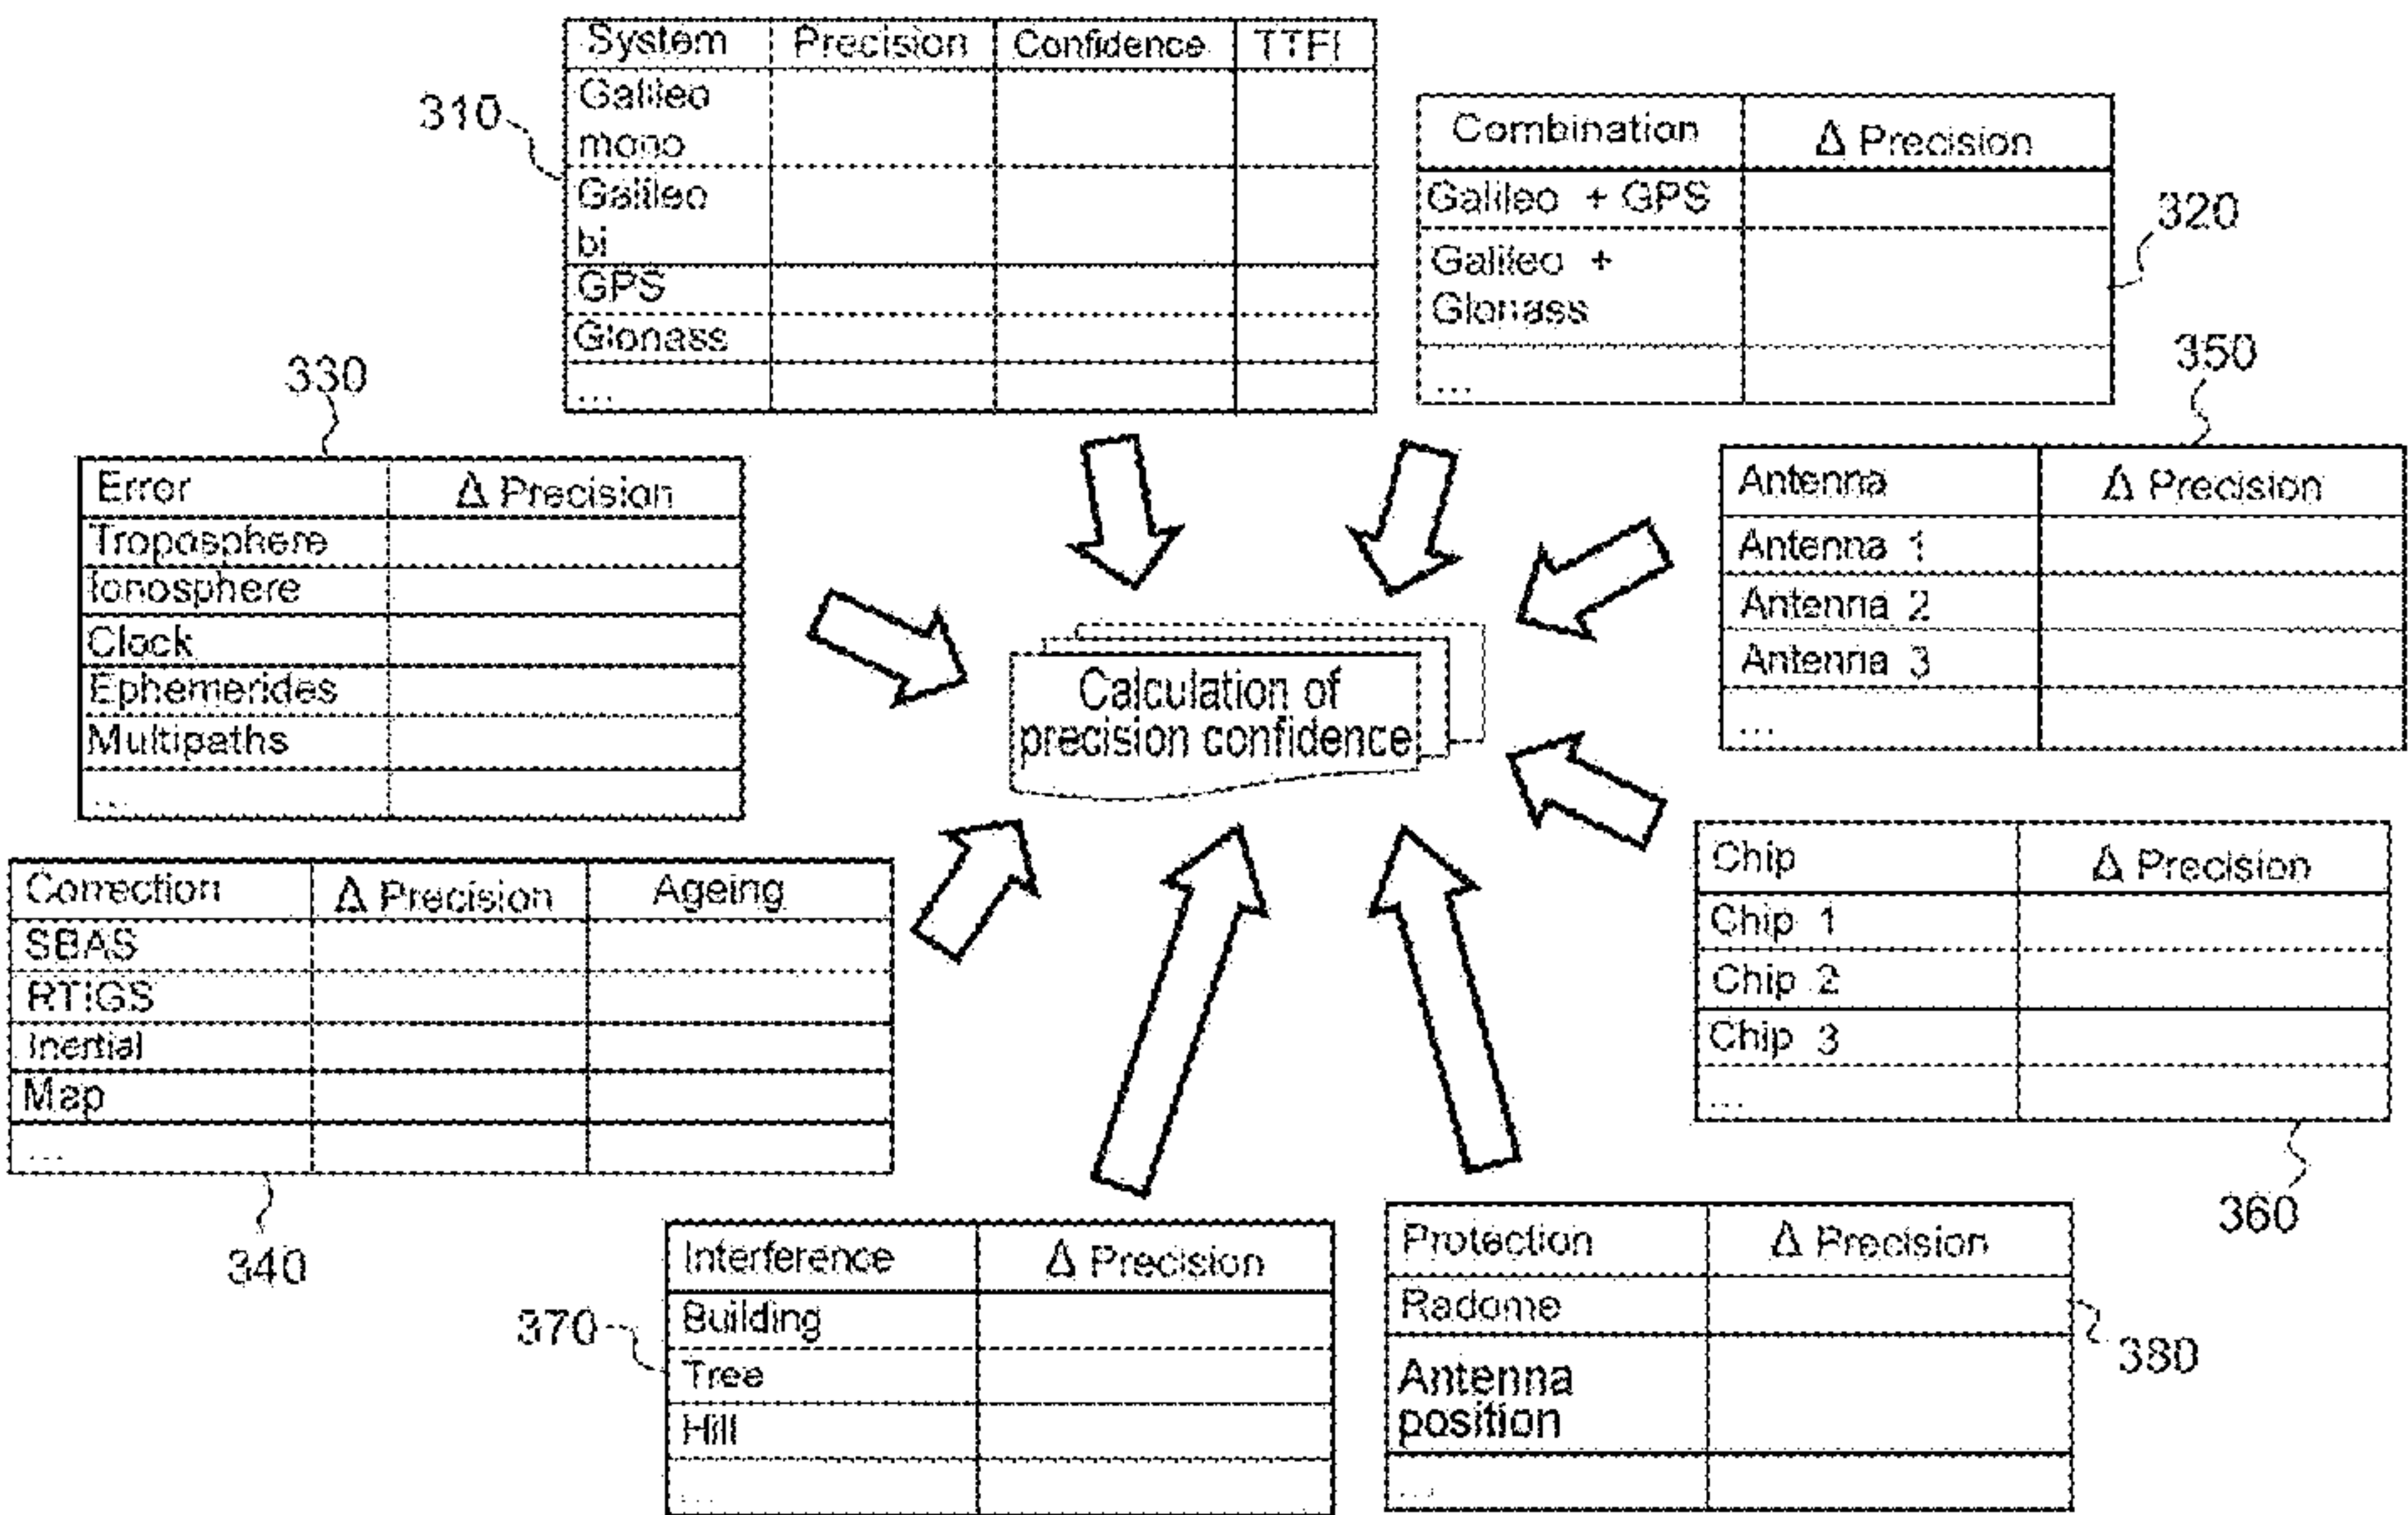 System Precision Confidence TTFF
Galileo
mono
Galileo
bi
GPS
Glonass
...
310
Combination Δ Precision
Galileo + GPS
Galileo +
Glonass
...
320
330
Error Δ Precision
Troposphere
Ionosphere
Clock
Ephemerides
Multipaths
...
350
Antenna Δ Precision
Antenna 1
Antenna 2
Antenna 3
...
Calculation of
precision confidence
Correction Δ Precision Ageing
SBAS
RTIGS
Inertial
Map
...
340
Chip Δ Precision
Chip 1
Chip 2
Chip 3
...
360
Interference Δ Precision
Building
Tree
Hill
...
370
Protection Δ Precision
Radome
Antenna
position
...
380